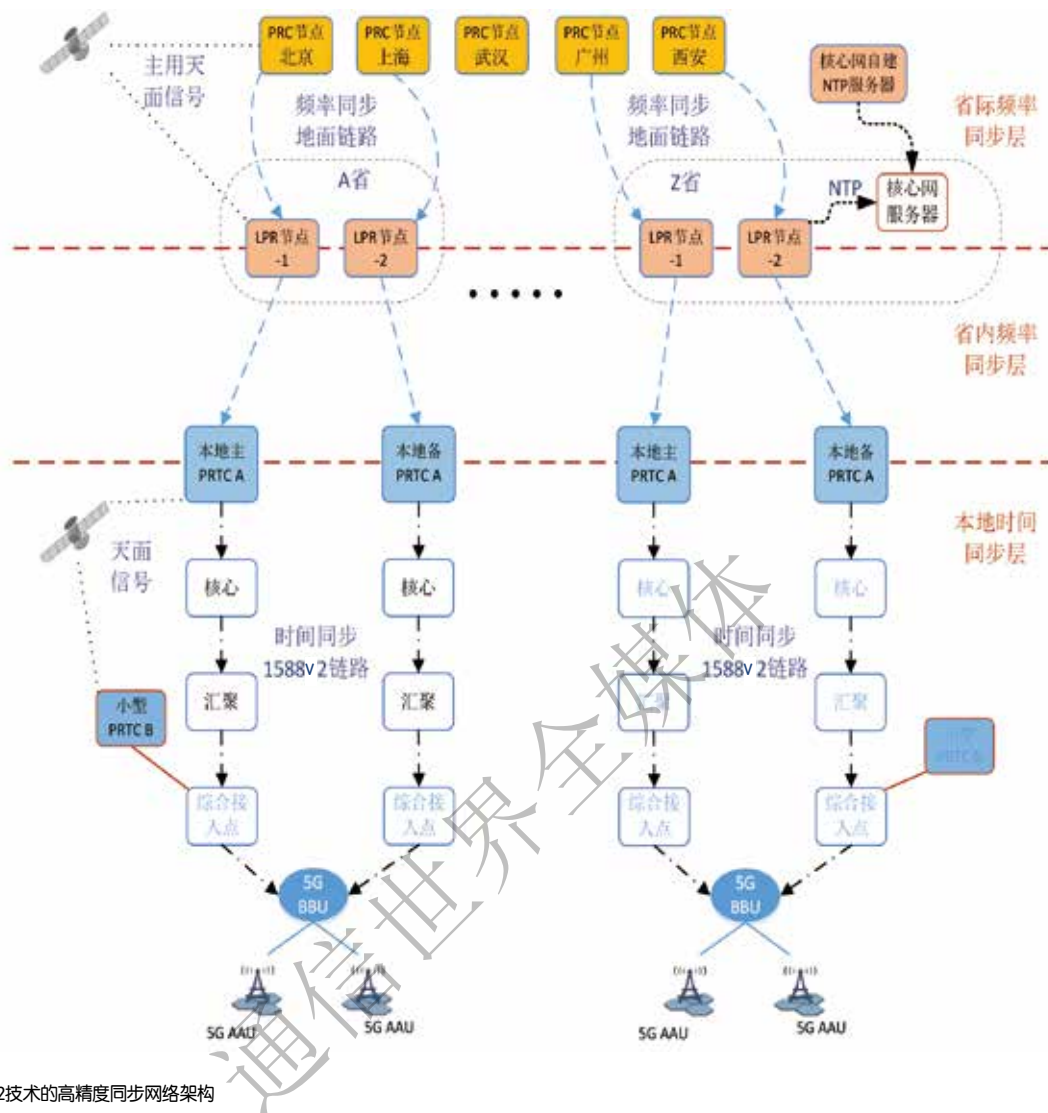 PRC节点
北京
PRC节点
上海
PRC节点
武汉
PRC节点
广州
PRC节点
西安
核心网自建
NTP服务器
主用天
面信号
频率同步
地面链路
频率同步
地面链路
省际频率
同步层
A省
Z省
NTP
核心网
服务器
LPR节点
-1
LPR节点
-2
LPR节点
-1
LPR节点
-2
省内频率
同步层
本地主
PRTC A
本地备
PRTC A
本地主
PRTC A
本地备
PRTC A
天面
信号
本地时间
同步层
核心
核心
核心
核心
时间同步
1588v2链路
时间同步
1588v2链路
小型
PRTC B
汇聚
汇聚
汇聚
汇聚
综合接
入点
综合接
入点
综合接
入点
综合接
入点
5G
BBU
5G
BBU
5G AAU
5G AAU
5G AAU
5G AAU
通信世界全媒体
2技术的高精度同步网络架构